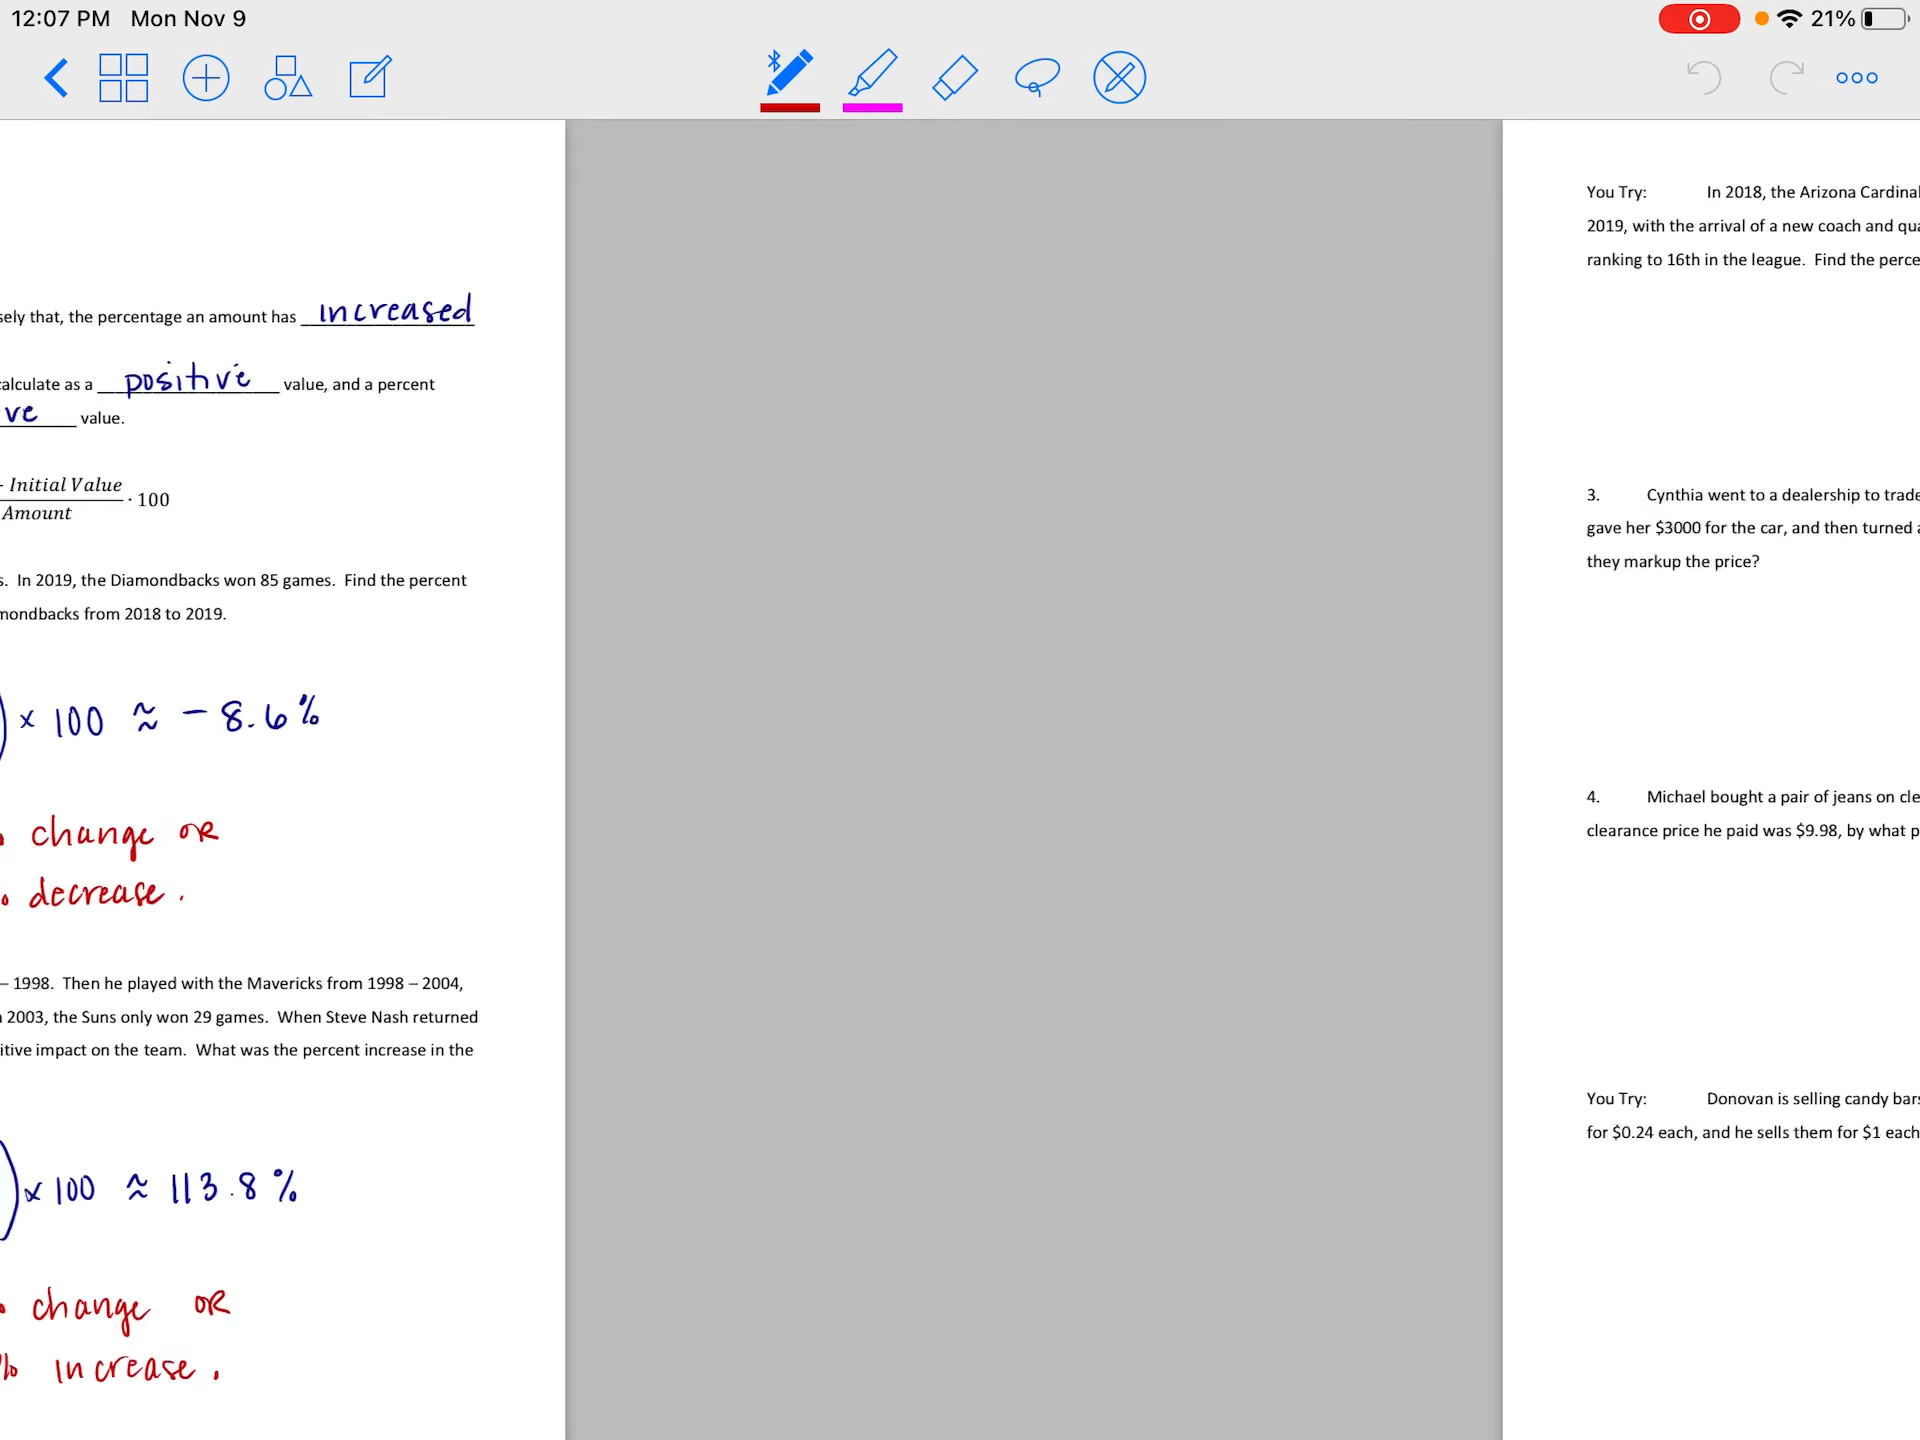 12:07 PM Mon Nov 9
21%
sely that, the percentage an amount has increased
calculate as a positive value, and a percent
ve value.
- Initial Value
Amount
· 100
s. In 2019, the Diamondbacks won 85 games. Find the percent
mondbacks from 2018 to 2019.
) × 100 ≈ - 8.6%
change OR
% decrease.
– 1998. Then he played with the Mavericks from 1998 – 2004,
2003, the Suns only won 29 games. When Steve Nash returned
itive impact on the team. What was the percent increase in the
) × 100 ≈ 113.8%
change OR
% increase.
You Try: In 2018, the Arizona Cardinal
2019, with the arrival of a new coach and qua
ranking to 16th in the league. Find the perce
3. Cynthia went to a dealership to trade
gave her $3000 for the car, and then turned a
they markup the price?
4. Michael bought a pair of jeans on cle
clearance price he paid was $9.98, by what p
You Try: Donovan is selling candy bars
for $0.24 each, and he sells them for $1 each